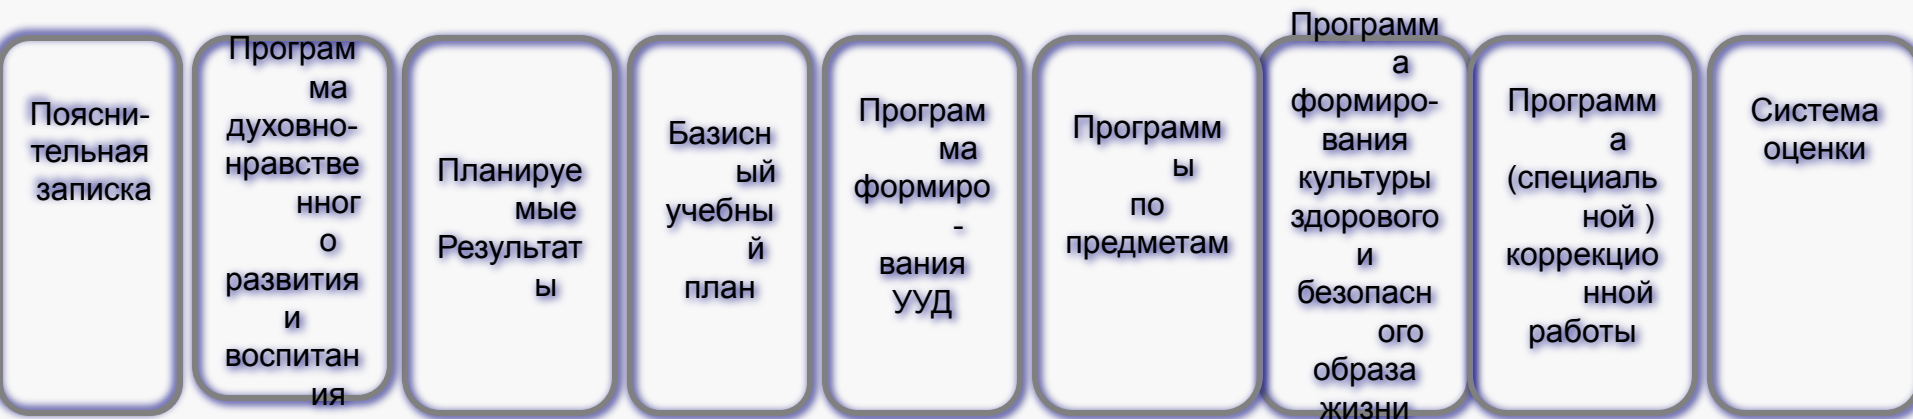 Поясни-
тельная
записка
Програм
ма
духовно-
нравстве
нног
о
развития
и
воспитан
ия
Планируе
мые
Результат
ы
Базисн
ый
учебны
й
план
Програм
ма
формиро
-
вания
УУД
Программ
ы
по
предметам
Программ
а
формиро-
вания
культуры
здорового
и
безопасн
ого
образа
жизни
Программ
а
(специаль
ной )
коррекцио
нной
работы
Система
оценки